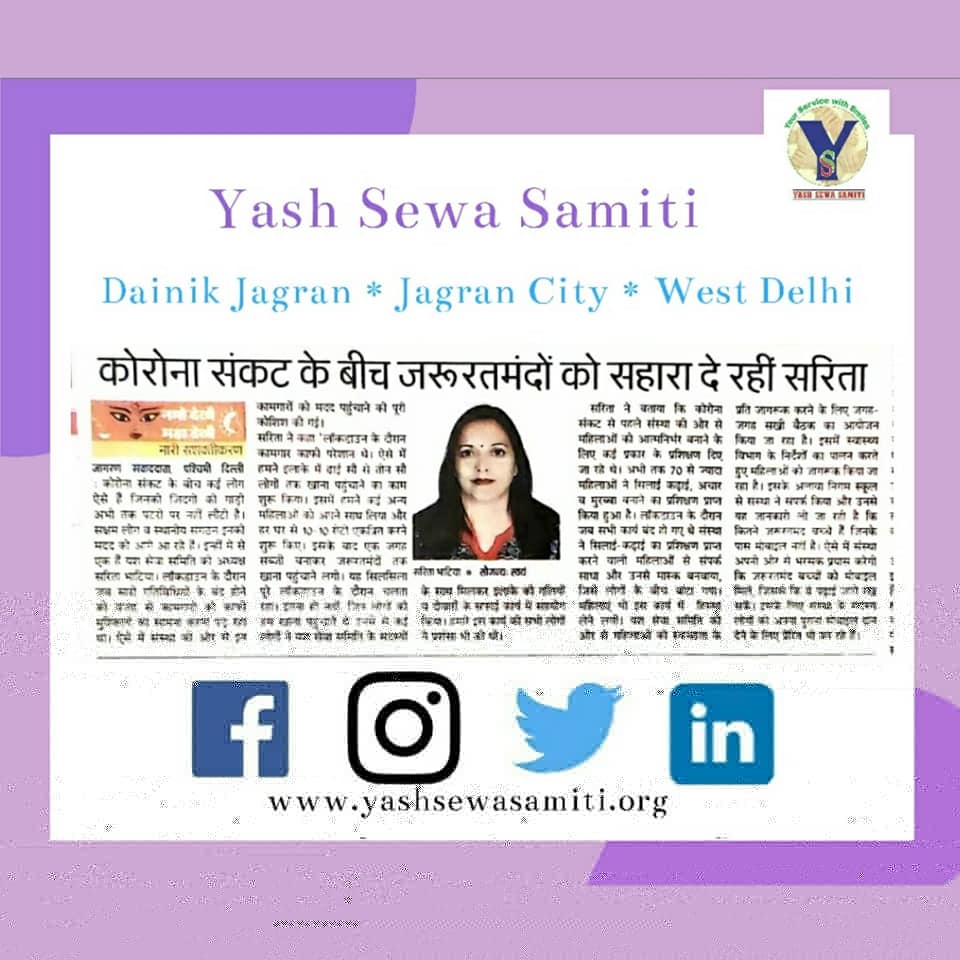 Your Service with Smiles
Y
S
YASH SEWA SAMITI
Yash Sewa Samiti
Dainik Jagran * Jagran City * West Delhi
कोरोना संकट के बीच जरूरतमंदों को सहारा दे रहीं सरिता
नमो देव्यै
महा देव्यै
नारी सशक्तीकरण
जागरण संवाददाता, पश्चिमी दिल्ली
: कोरोना संकट के बीच कई लोग
ऐसे हैं जिनकी जिंदगी की गाड़ी
अभी तक पटरी पर नहीं लौटी है।
सक्षम लोग व स्थानीय संगठन इनकी
मदद को आगे आ रहे हैं। इन्हीं में से
एक हैं यश सेवा समिति की अध्यक्ष
सरिता भाटिया। लॉकडाउन के दौरान
जब सारी गतिविधियों के बंद होने
की वजह से कामगारों को काफी
मुश्किलों का सामना करना पड़ रहा
था। ऐसे में संस्था की ओर से इन
कामगारों को मदद पहुंचाने की पूरी
कोशिश की गई।
सरिता ने कहा 'लॉकडाउन के दौरान
कामगार काफी परेशान थे। ऐसे में
हमने इलाके में ढाई सौ से तीन सौ
लोगों तक खाना पहुंचाने का काम
शुरू किया। इसमें हमने कई अन्य
महिलाओं को अपने साथ लिया और
हर घर से 10-10 रोटी एकत्रित करने
शुरू किए। इसके बाद एक जगह
सब्जी बनाकर जरूरतमंदों तक
खाना पहुंचाने लगी। यह सिलसिला
पूरे लॉकडाउन के दौरान चलता
रहा। इतना ही नहीं, जिन लोगों को
हम खाना पहुंचाते थे उनमें से कई
लोगों ने यश सेवा समिति के सदस्यों
सरिता भाटिया ● सौजन्य: स्वयं
के साथ मिलकर इलाके की गलियों
व दीवारों के सफाई कार्य में सहयोग
किया। हमारे इस कार्य की सभी लोगों
ने प्रशंसा भी की थी।
सरिता ने बताया कि कोरोना
संकट से पहले संस्था की ओर से
महिलाओं को आत्मनिर्भर बनाने के
लिए कई प्रकार के प्रशिक्षण दिए
जा रहे थे। अभी तक 70 से ज्यादा
महिलाओं ने सिलाई कढ़ाई, अचार
व मुरब्बा बनाने का प्रशिक्षण प्राप्त
किया हुआ है। लॉकडाउन के दौरान
जब सभी कार्य बंद हो गए थे संस्था
ने सिलाई-कढ़ाई का प्रशिक्षण प्राप्त
करने वाली महिलाओं से संपर्क
साधा और उनसे मास्क बनवाया,
जिसे लोगों के बीच बांटा गया।
महिलाएं भी इस कार्य में हिस्सा
लेने लगीं। यश सेवा समिति की
ओर से महिलाओं को स्वच्छता के
प्रति जागरूक करने के लिए जगह-
जगह सखी बैठक का आयोजन
किया जा रहा है। इसमें स्वास्थ्य
विभाग के निर्देशों का पालन करते
हुए महिलाओं को जागरूक किया जा
रहा है। इसके अलावा निगम स्कूल
से संस्था ने संपर्क किया और उनसे
यह जानकारी ली जा रही है कि
कितने जरूरतमंद बच्चे हैं जिनके
पास मोबाइल नहीं है। ऐसे में संस्था
अपनी ओर से भरसक प्रयास करेगी
कि जरूरतमंद बच्चों को मोबाइल
मिले, जिससे कि वे पढ़ाई जारी रख
सकें। इसके लिए संस्था के सदस्य
लोगों को अपना पुराना मोबाइल दान
देने के लिए प्रेरित भी कर रहे हैं।
f
in
www.yashsewasamiti.org